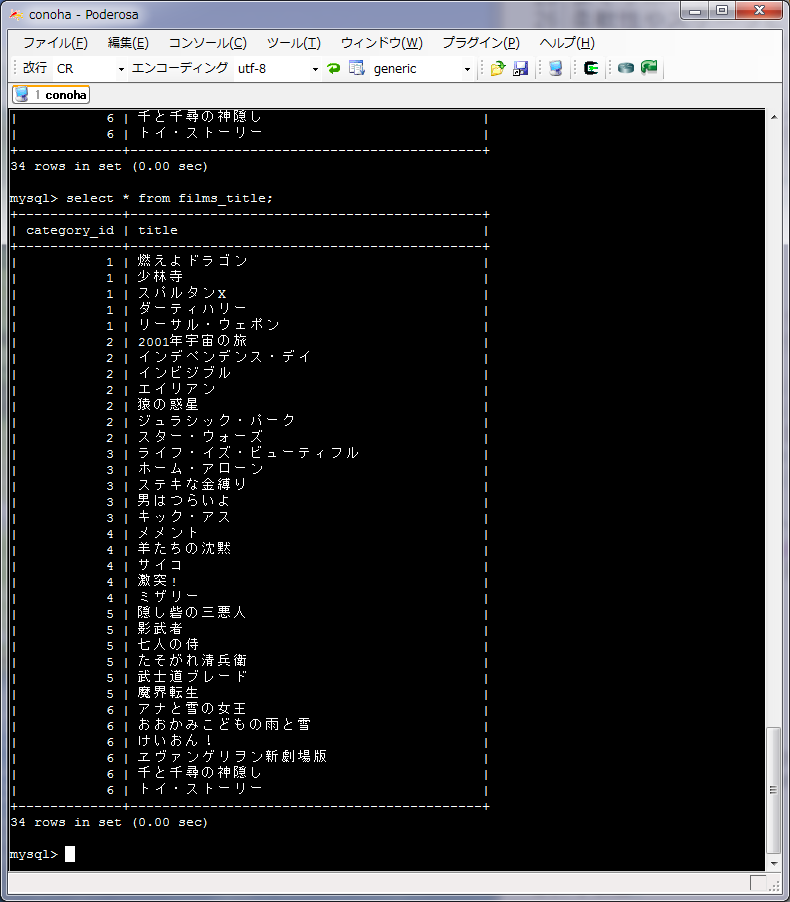 conoha - Poderosa
ファイル(F) 編集(E) コンソール(C) ツール(T) ウィンドウ(W) プラグイン(P) ヘルプ(H)
改行 CR エンコーディング utf-8 generic
1 conoha
| 6 | 千と千尋の神隠し |
| 6 | トイ・ストーリー |
+-------------+---------------------------------------------+
34 rows in set (0.00 sec)
mysql> select * from films_title;
+-------------+---------------------------------------------+
| category_id | title |
+-------------+---------------------------------------------+
| 1 | 燃えよドラゴン |
| 1 | 少林寺 |
| 1 | スパルタンX |
| 1 | ダーティハリー |
| 1 | リーサル・ウェポン |
| 2 | 2001年宇宙の旅 |
| 2 | インデペンデンス・デイ |
| 2 | インビジブル |
| 2 | エイリアン |
| 2 | 猿の惑星 |
| 2 | ジュラシック・パーク |
| 2 | スター・ウォーズ |
| 3 | ライフ・イズ・ビューティフル |
| 3 | ホーム・アローン |
| 3 | ステキな金縛り |
| 3 | 男はつらいよ |
| 3 | キック・アス |
| 4 | メメント |
| 4 | 羊たちの沈黙 |
| 4 | サイコ |
| 4 | 激突! |
| 4 | ミザリー |
| 5 | 隠し砦の三悪人 |
| 5 | 影武者 |
| 5 | 七人の侍 |
| 5 | たそがれ清兵衛 |
| 5 | 武士道ブレード |
| 5 | 魔界転生 |
| 6 | アナと雪の女王 |
| 6 | おおかみこどもの雨と雪 |
| 6 | けいおん！ |
| 6 | ヱヴァンゲリヲン新劇場版 |
| 6 | 千と千尋の神隠し |
| 6 | トイ・ストーリー |
+-------------+---------------------------------------------+
34 rows in set (0.00 sec)
mysql>